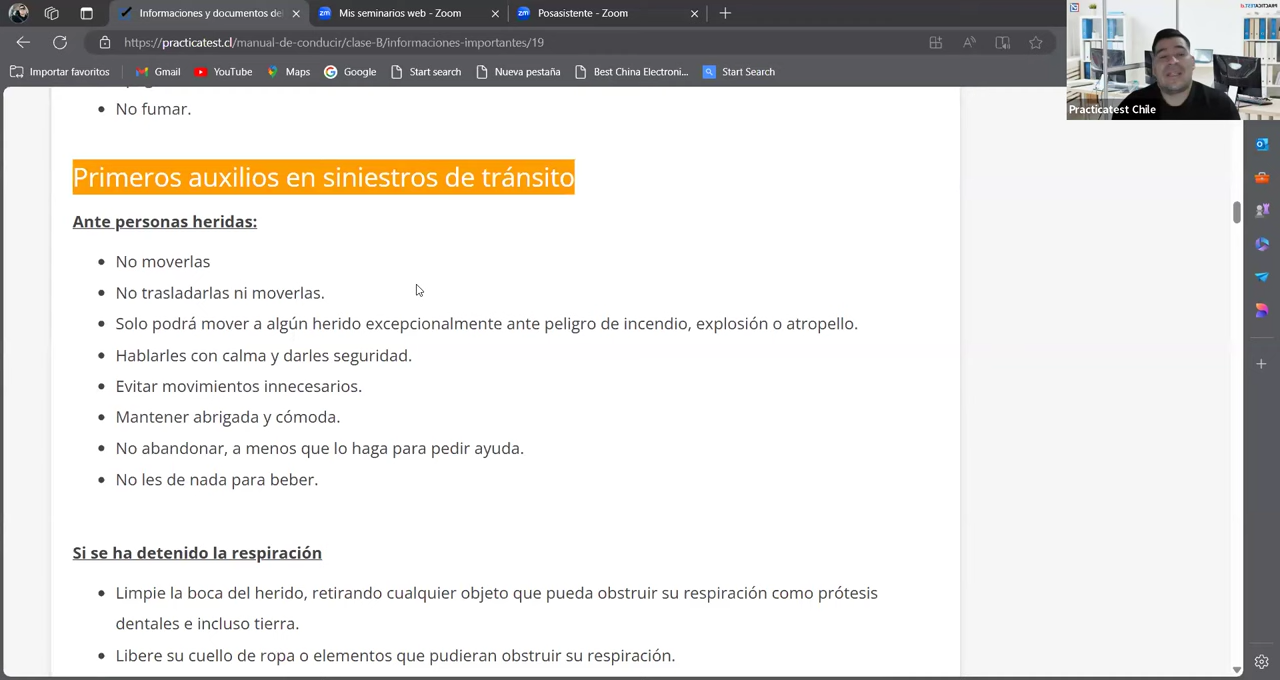 Informaciones y documentos del
Mis seminarios web - Zoom
Posasistente - Zoom
https://practicatest.cl/manual-de-conducir/clase-B/informaciones-importantes/19
Importar favoritos
Gmail
YouTube
Maps
Google
Start search
Nueva pestaña
Best China Electroni...
Start Search
Practicatest Chile
No fumar.
Primeros auxilios en siniestros de tránsito
Ante personas heridas:
No moverlas
No trasladarlas ni moverlas.
Solo podrá mover a algún herido excepcionalmente ante peligro de incendio, explosión o atropello.
Hablarles con calma y darles seguridad.
Evitar movimientos innecesarios.
Mantener abrigada y cómoda.
No abandonar, a menos que lo haga para pedir ayuda.
No les de nada para beber.
Si se ha detenido la respiración
Limpie la boca del herido, retirando cualquier objeto que pueda obstruir su respiración como prótesis
dentales e incluso tierra.
Libere su cuello de ropa o elementos que pudieran obstruir su respiración.